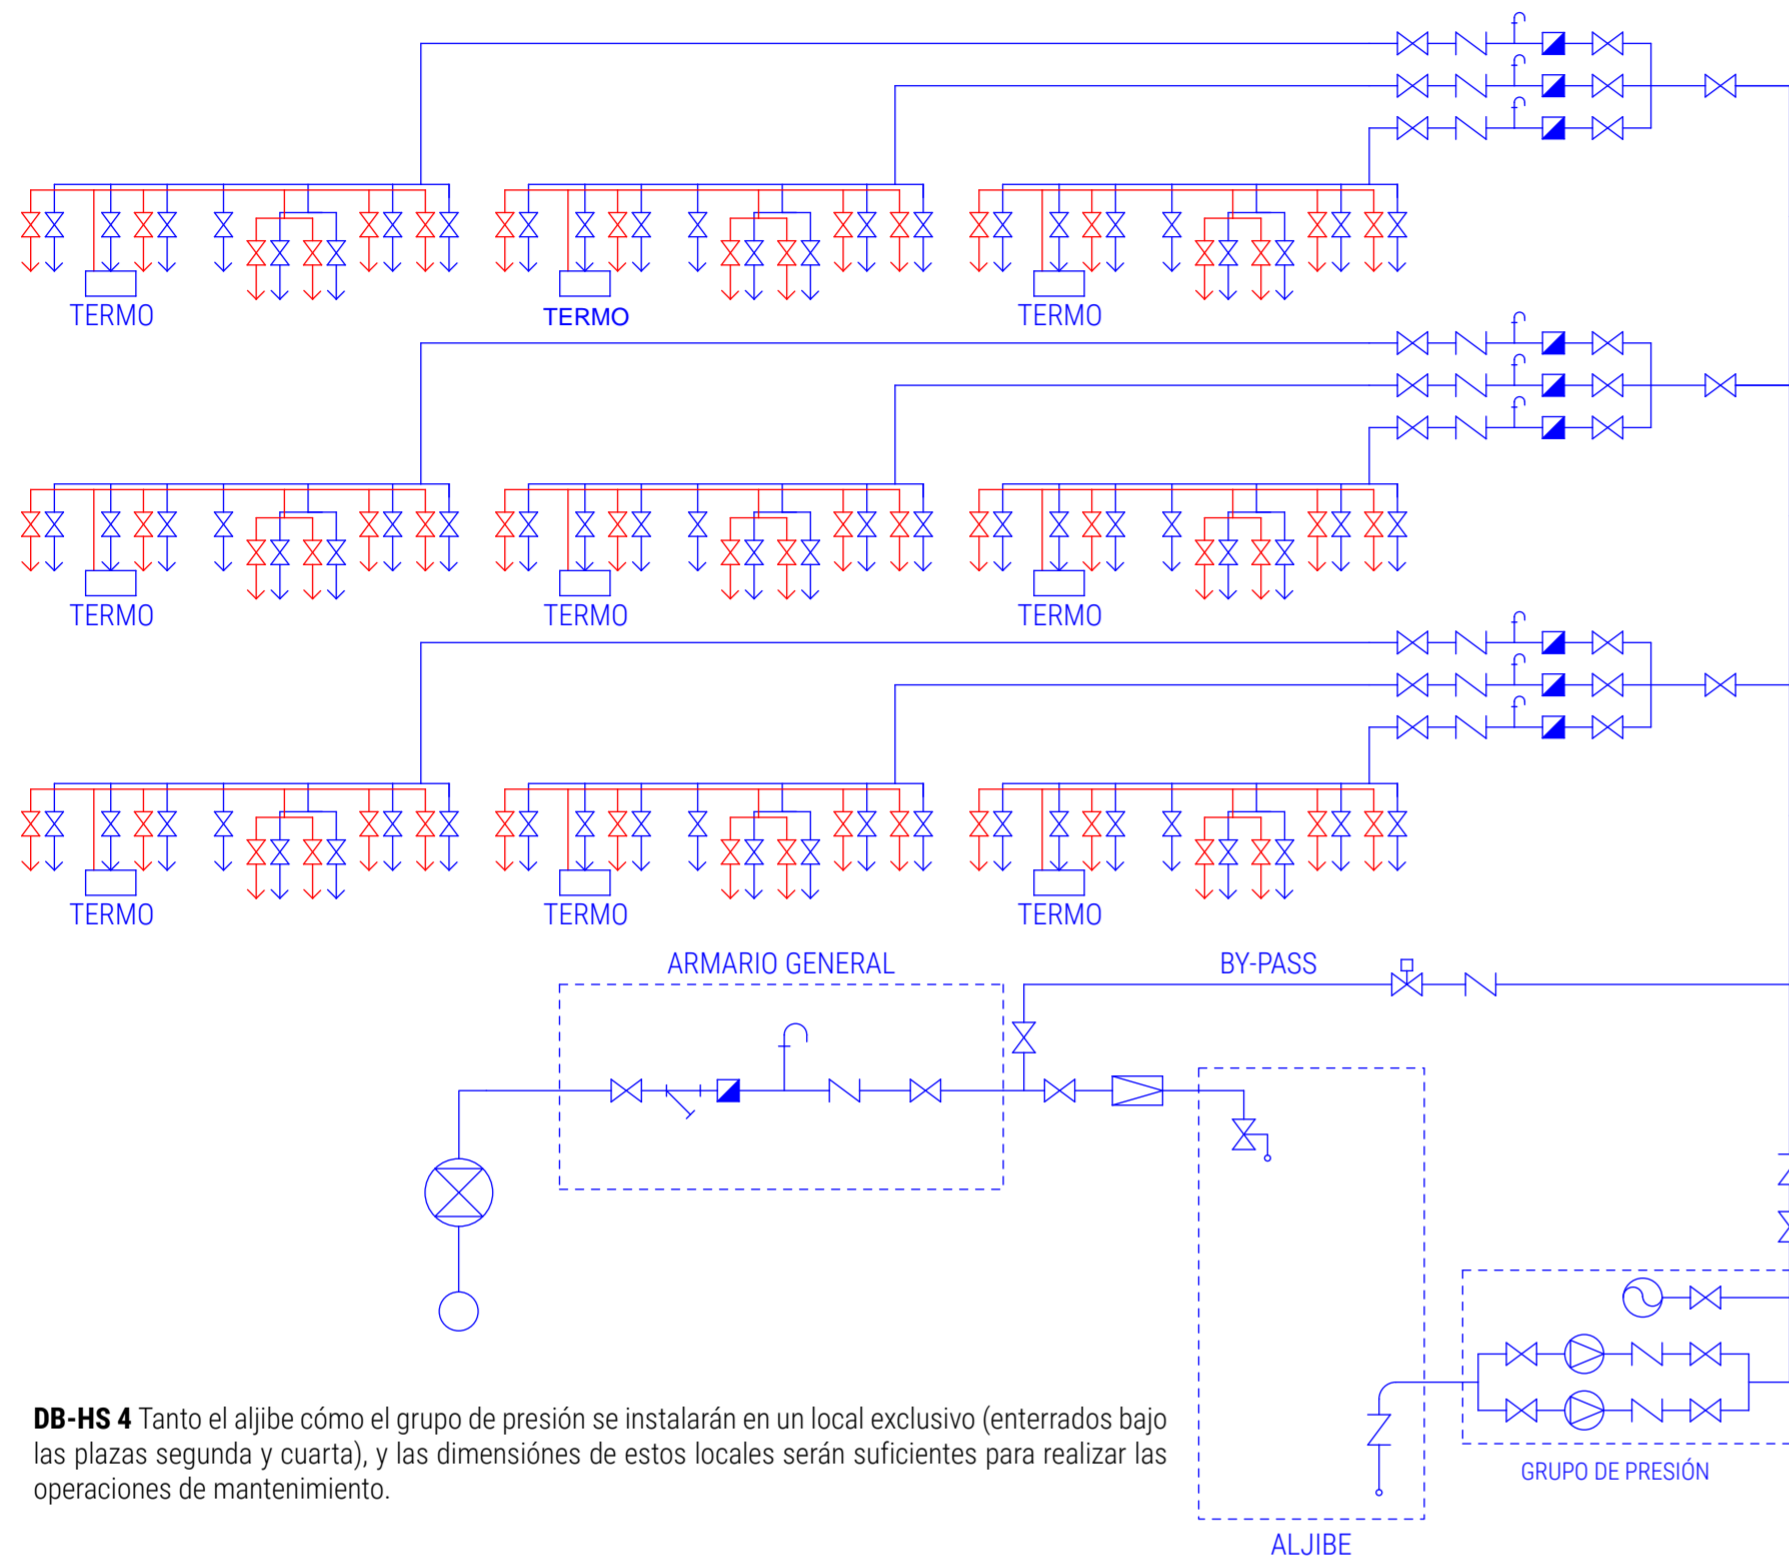 TERMO TERMO TERMO
TERMO TERMO TERMO
TERMO TERMO TERMO
ARMARIO GENERAL
BY-PASS
DB-HS 4 Tanto el aljibe cómo el grupo de presión se instalarán en un local exclusivo (enterrados bajo
las plazas segunda y cuarta), y las dimensiónes de estos locales serán suficientes para realizar las
operaciones de mantenimiento.
GRUPO DE PRESIÓN
ALJIBE